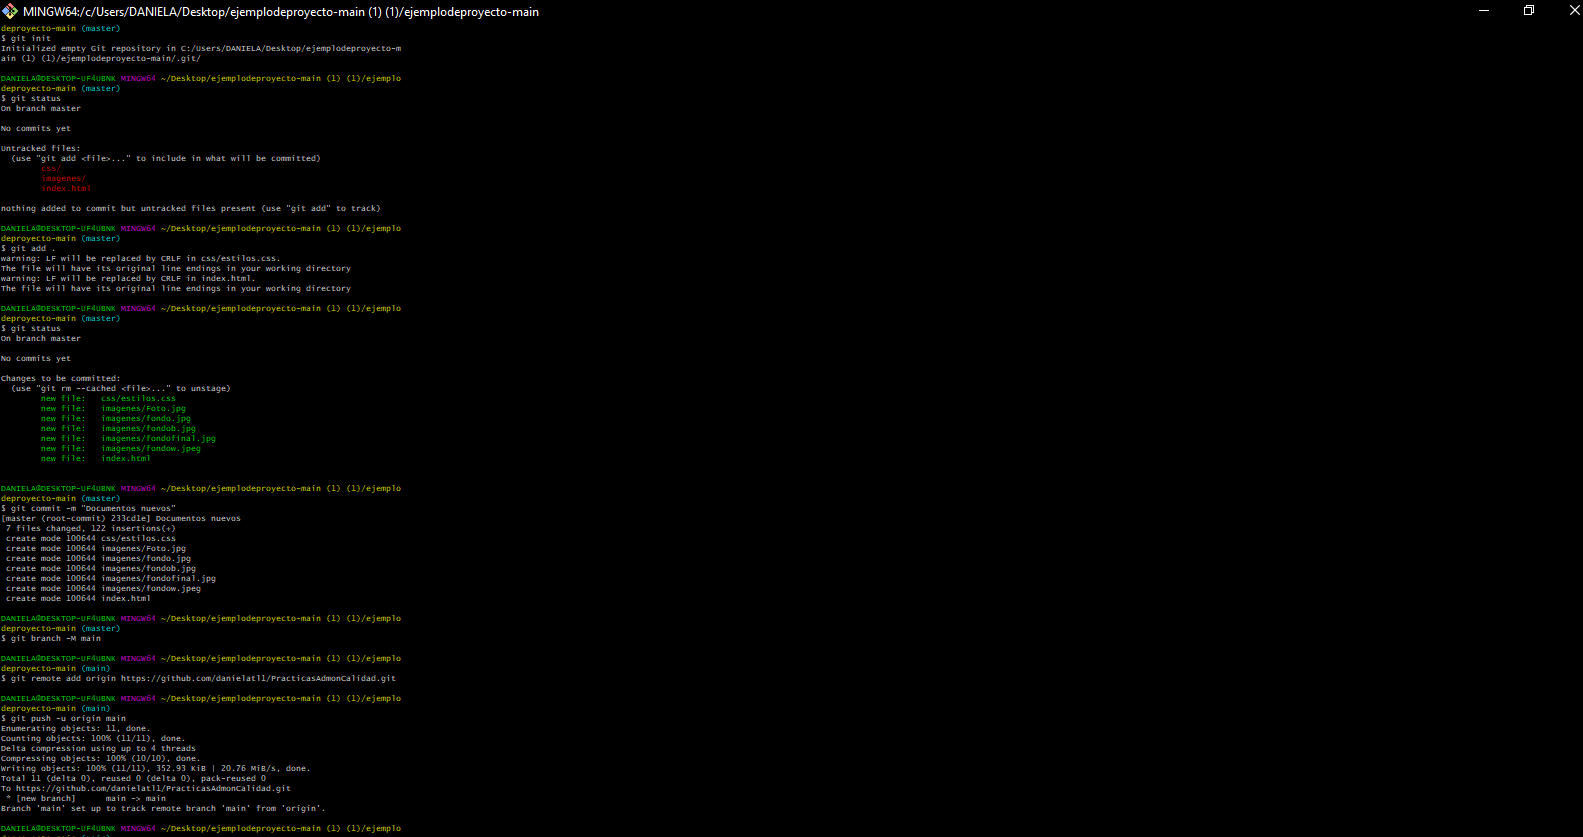 MINGW64:/c/Users/DANIELA/Desktop/ejemplodeproyecto-main (1) (1)/ejemplodeproyecto-main
deproyecto-main (master)
$ git init
Initialized empty Git repository in C:/Users/DANIELA/Desktop/ejemplodeproyecto-m
ain (1) (1)/ejemplodeproyecto-main/.git/
DANIELA@DESKTOP-UF4UBNK MINGW64 ~/Desktop/ejemplodeproyecto-main (1) (1)/ejemplo
deproyecto-main (master)
$ git status
On branch master
No commits yet
Untracked files:
(use "git add <file>..." to include in what will be committed)
css/
imagenes/
index.html
nothing added to commit but untracked files present (use "git add" to track)
DANIELA@DESKTOP-UF4UBNK MINGW64 ~/Desktop/ejemplodeproyecto-main (1) (1)/ejemplo
deproyecto-main (master)
$ git add .
warning: LF will be replaced by CRLF in css/estilos.css.
The file will have its original line endings in your working directory
warning: LF will be replaced by CRLF in index.html.
The file will have its original line endings in your working directory
DANIELA@DESKTOP-UF4UBNK MINGW64 ~/Desktop/ejemplodeproyecto-main (1) (1)/ejemplo
deproyecto-main (master)
$ git status
On branch master
No commits yet
Changes to be committed:
(use "git rm --cached <file>..." to unstage)
new file:   css/estilos.css
new file:   imagenes/Foto.jpg
new file:   imagenes/fondo.jpg
new file:   imagenes/fondob.jpg
new file:   imagenes/fondofinal.jpg
new file:   imagenes/fondow.jpeg
new file:   index.html
DANIELA@DESKTOP-UF4UBNK MINGW64 ~/Desktop/ejemplodeproyecto-main (1) (1)/ejemplo
deproyecto-main (master)
$ git commit -m "Documentos nuevos"
[master (root-commit) 233cd1e] Documentos nuevos
7 files changed, 122 insertions(+)
create mode 100644 css/estilos.css
create mode 100644 imagenes/Foto.jpg
create mode 100644 imagenes/fondo.jpg
create mode 100644 imagenes/fondob.jpg
create mode 100644 imagenes/fondofinal.jpg
create mode 100644 imagenes/fondow.jpeg
create mode 100644 index.html
DANIELA@DESKTOP-UF4UBNK MINGW64 ~/Desktop/ejemplodeproyecto-main (1) (1)/ejemplo
deproyecto-main (master)
$ git branch -M main
DANIELA@DESKTOP-UF4UBNK MINGW64 ~/Desktop/ejemplodeproyecto-main (1) (1)/ejemplo
deproyecto-main (main)
$ git remote add origin https://github.com/danielatll/PracticasAdmonCalidad.git
DANIELA@DESKTOP-UF4UBNK MINGW64 ~/Desktop/ejemplodeproyecto-main (1) (1)/ejemplo
deproyecto-main (main)
$ git push -u origin main
Enumerating objects: 11, done.
Counting objects: 100% (11/11), done.
Delta compression using up to 4 threads
Compressing objects: 100% (10/10), done.
Writing objects: 100% (11/11), 352.93 KiB | 20.76 MiB/s, done.
Total 11 (delta 0), reused 0 (delta 0), pack-reused 0
To https://github.com/danielatll/PracticasAdmonCalidad.git
* [new branch]      main -> main
Branch 'main' set up to track remote branch 'main' from 'origin'.
DANIELA@DESKTOP-UF4UBNK MINGW64 ~/Desktop/ejemplodeproyecto-main (1) (1)/ejemplo